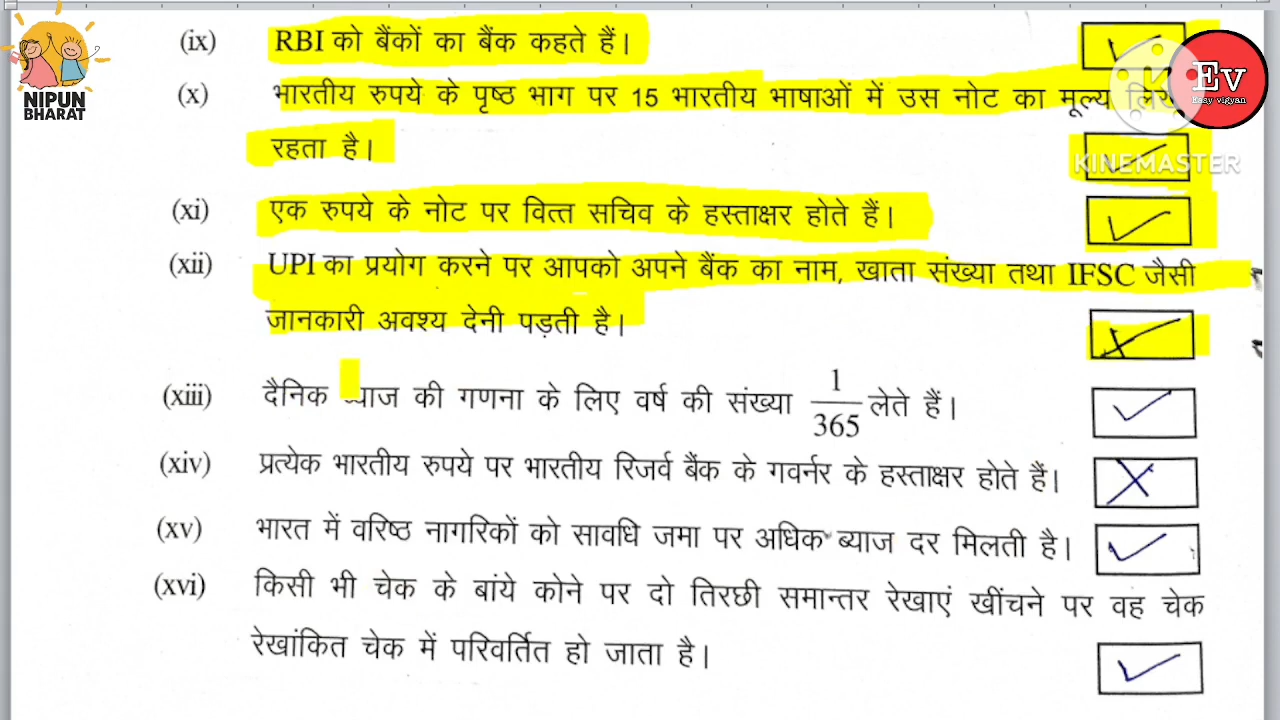 (ix) RBI को बैंकों का बैंक कहते हैं।
(x) भारतीय रुपये के पृष्ठ भाग पर 15 भारतीय भाषाओं में उस नोट का मूल्य
रहता है।
(xi) एक रुपये के नोट पर वित्त सचिव के हस्ताक्षर होते हैं।
(xii) UPI का प्रयोग करने पर आपको अपने बैंक का नाम, खाता संख्या तथा IFSC जैसी
जानकारी अवश्य देनी पड़ती है।
(xiii) दैनिक ब्याज की गणना के लिए वर्ष की संख्या 1/365 लेते हैं।
(xiv) प्रत्येक भारतीय रुपये पर भारतीय रिजर्व बैंक के गवर्नर के हस्ताक्षर होते हैं।
(xv) भारत में वरिष्ठ नागरिकों को सावधि जमा पर अधिक ब्याज दर मिलती है।
(xvi) किसी भी चेक के बांये कोने पर दो तिरछी समान्तर रेखाएं खींचने पर वह चेक
रेखांकित चेक में परिवर्तित हो जाता है।
NIPUN
BHARAT
Ev
Easy vigyan
KINEMASTER